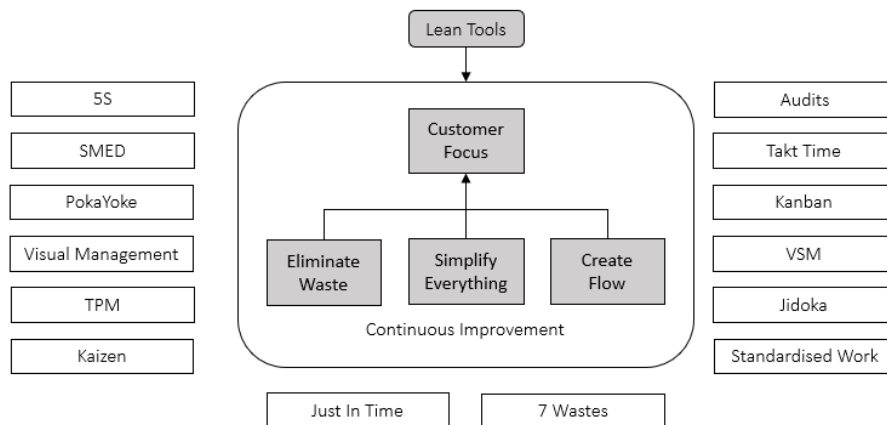 Lean Tools
5S
SMED
PokaYoke
Visual Management
TPM
Kaizen
Customer
Focus
Eliminate
Waste
Simplify
Everything
Create
Flow
Continuous Improvement
Audits
Takt Time
Kanban
VSM
Jidoka
Standardised Work
Just In Time
7 Wastes